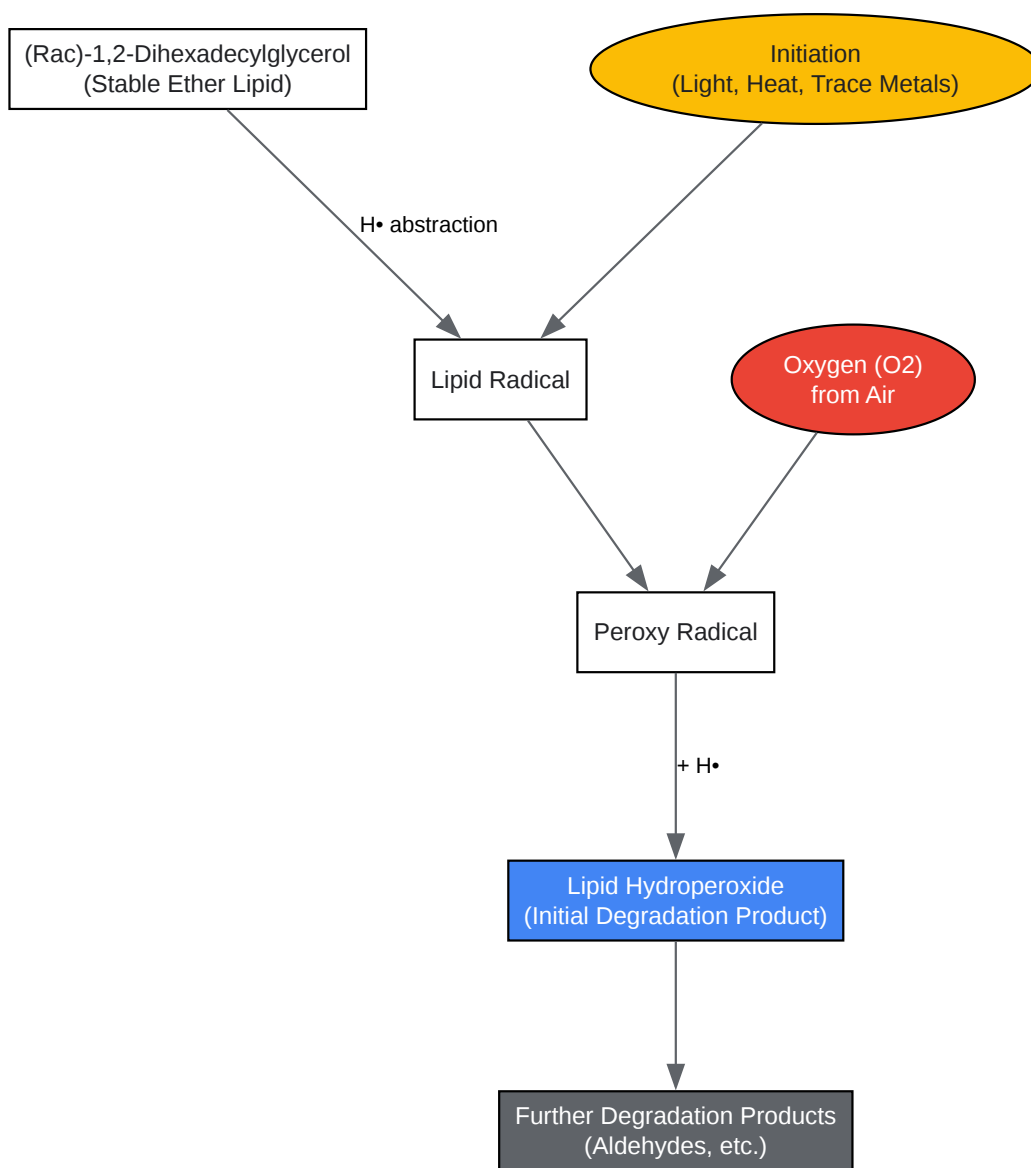 (Rac)-1,2-Dihexadecylglycerol
(Stable Ether Lipid)
Initiation
(Light, Heat, Trace Metals)
H• abstraction
Lipid Radical
Oxygen (O2)
from Air
Peroxy Radical
+ H•
Lipid Hydroperoxide
(Initial Degradation Product)
Further Degradation Products
(Aldehydes, etc.)